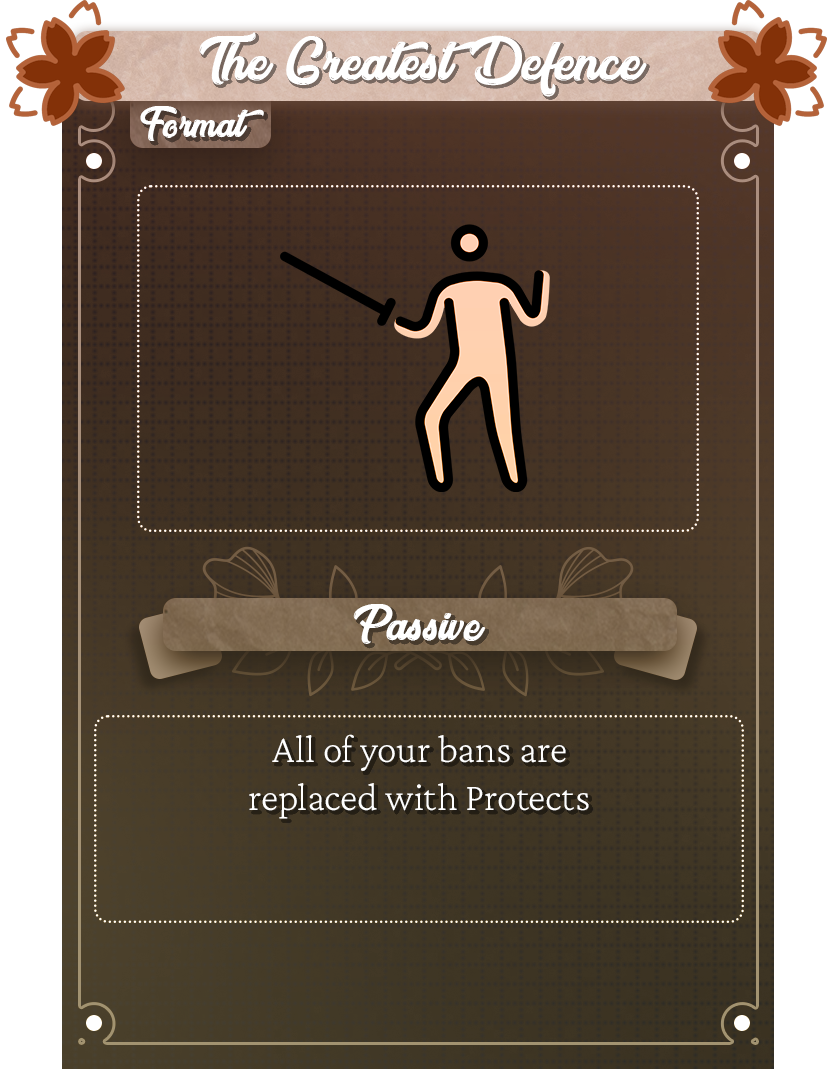 The Greatest Defence
Format
Passive
All of your bans are
replaced with Protects